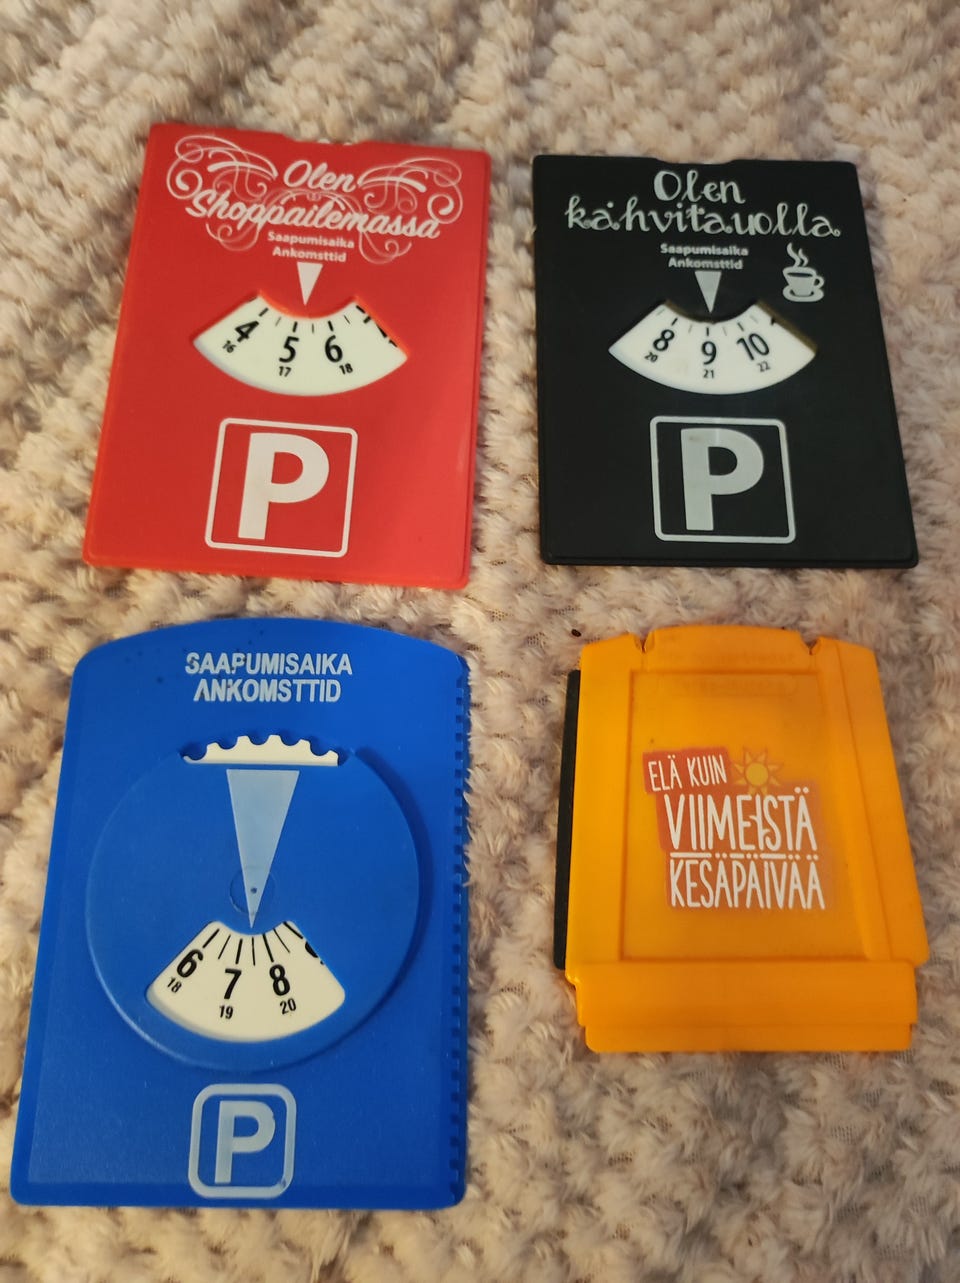 Olen
Shoppailemassa
Saapumisaika
Ankomsttid
4 5 6
16 17 18
P
Olen
kahvitauolla
Saapumisaika
Ankomsttid
8 9 10
20 21 22
P
SAAPUMISAIKA
ANKOMSTTID
6 7 8
18 19 20
P
ELÄ KUIN
VIIMEISTÄ
KESÄPÄIVÄÄ